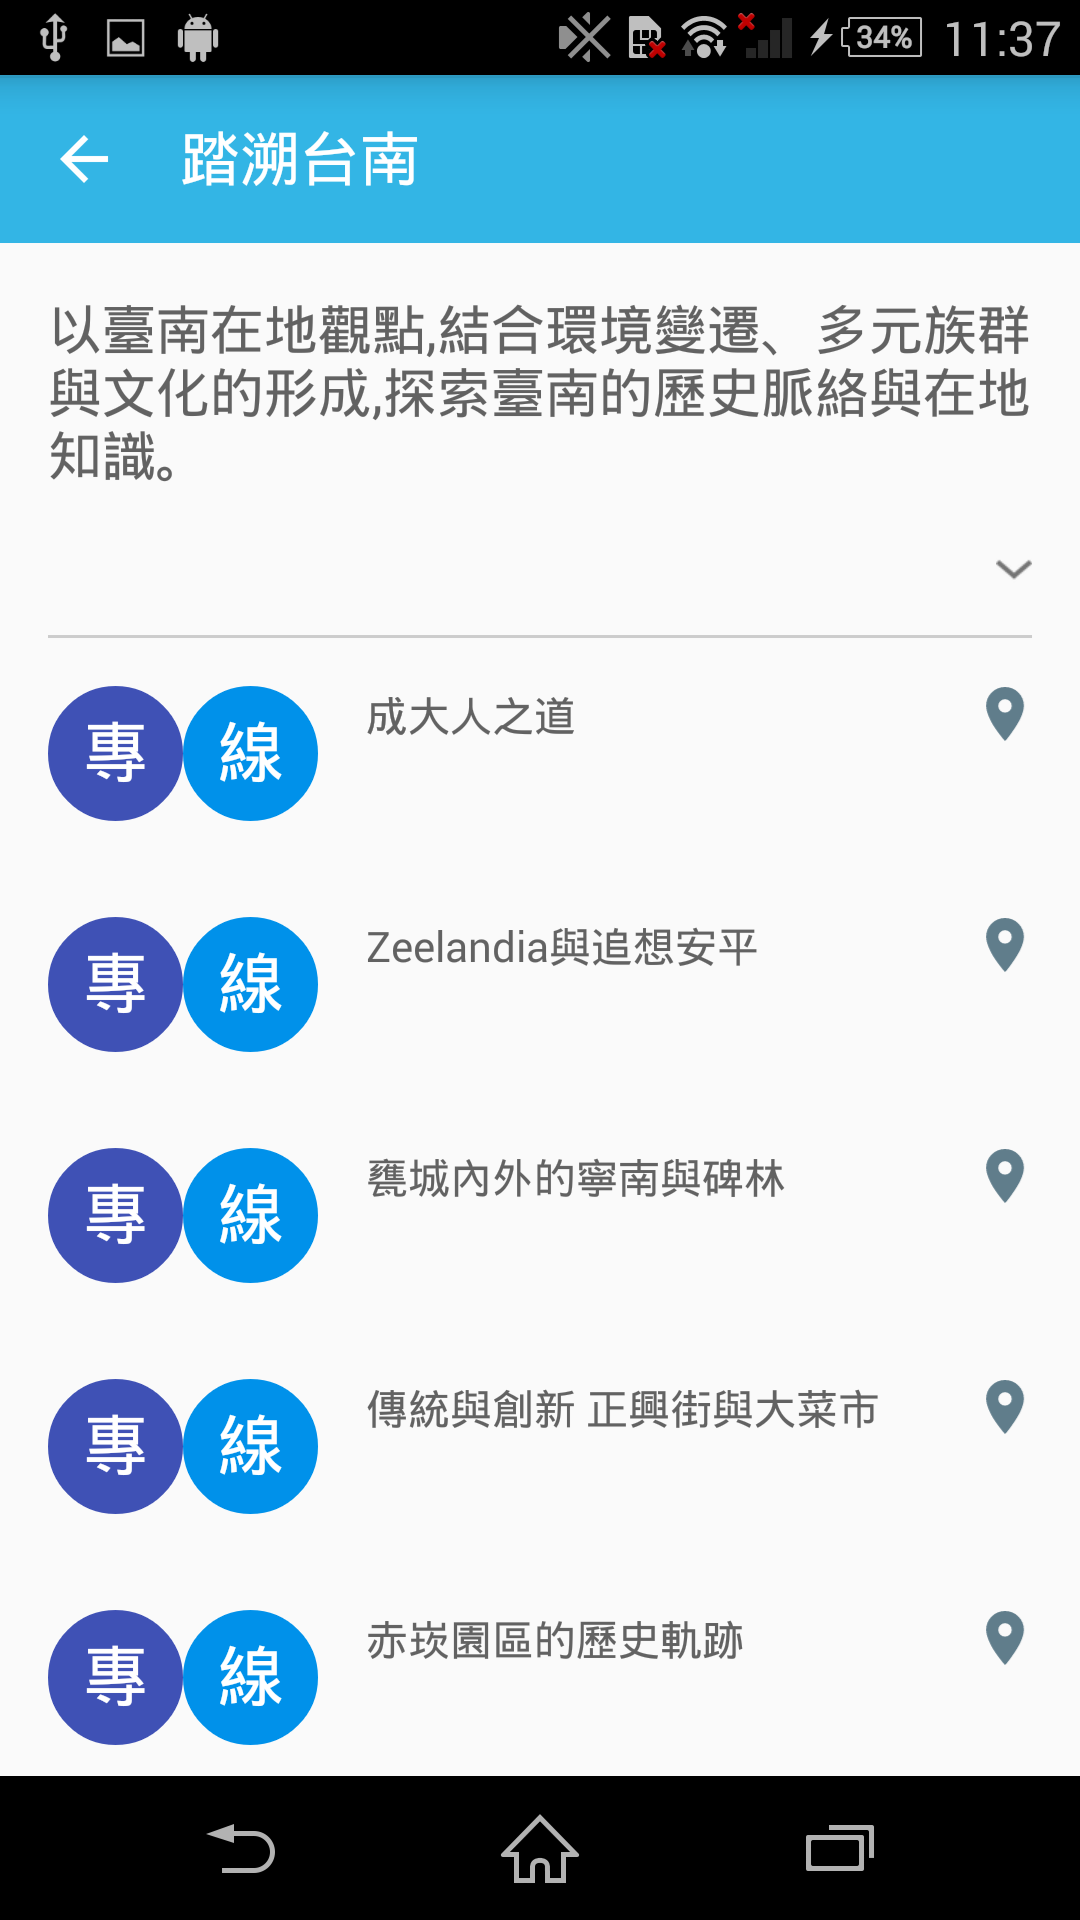 34% 11:37
踏溯台南
以臺南在地觀點,結合環境變遷、多元族群
與文化的形成,探索臺南的歷史脈絡與在地
知識。
專 線 成大人之道
專 線 Zeelandia與追想安平
專 線 甕城內外的寧南與碑林
專 線 傳統與創新 正興街與大菜市
專 線 赤崁園區的歷史軌跡